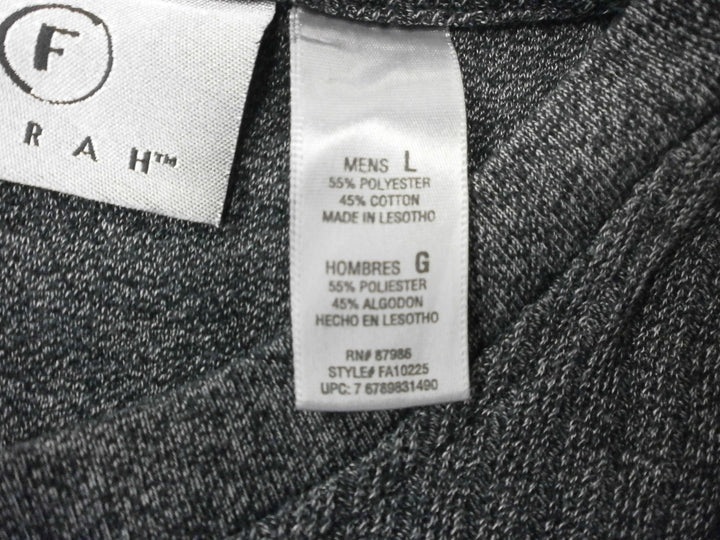 F
RAH™
MENS L
55% POLYESTER
45% COTTON
MADE IN LESOTHO
HOMBRES G
55% POLIESTER
45% ALGODON
HECHO EN LESOTHO
RN# 87986
STYLE# FA10225
UPC: 7 6789831490